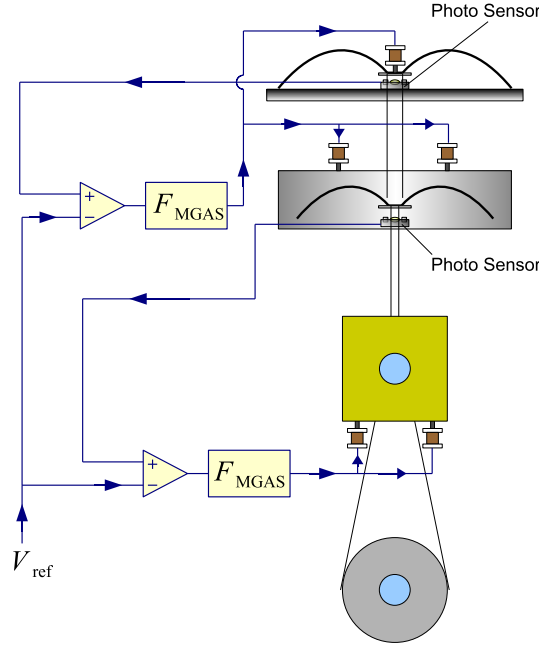 Photo Sensor
+
−
F MGAS
Photo Sensor
+
−
F MGAS
V ref